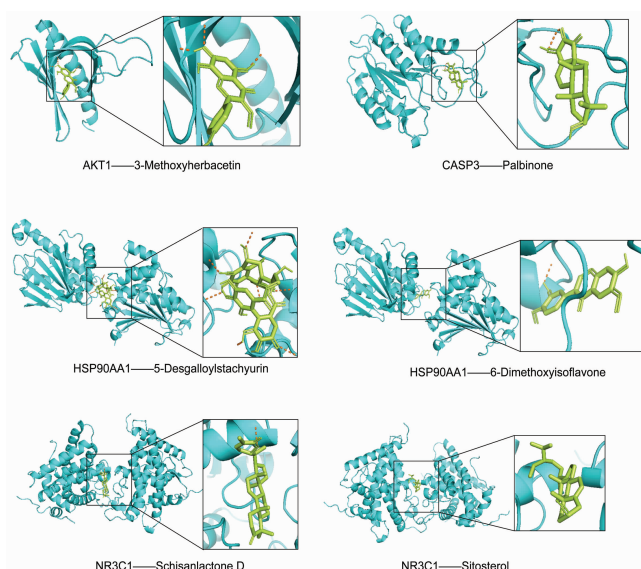 AKT1——3-Methoxyherbacetin
CASP3——Palbinone
HSP90AA1——5-Desgalloylstachyurin
HSP90AA1——6-Dimethoxyisoflavone
NR3C1——Schisanlactone D
NR3C1——Sitosterol